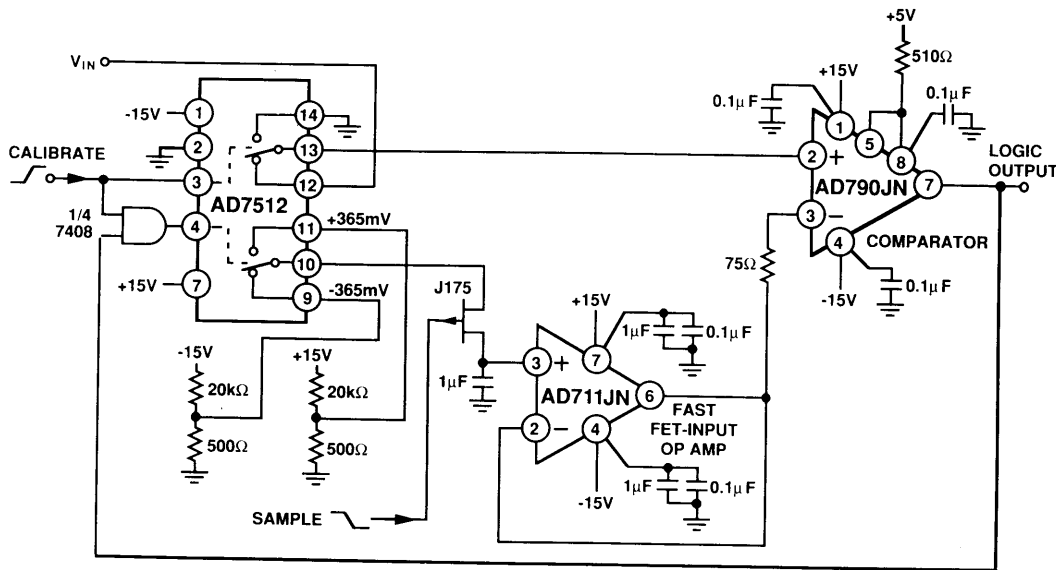 +5V
510Ω
VIN
+15V
0.1μF
0.1μF
-15V
1
14
1
5
2
13
2
+
8
CALIBRATE
LOGIC
OUTPUT
3
12
7
AD7512
AD790JN
1/4
7408
4
+365mV
11
3
-
4
COMPARATOR
10
75Ω
+15V
7
-365mV
9
J175
-15V
0.1μF
+15V
1μF
0.1μF
-15V
+15V
3
+
7
20kΩ
20kΩ
1μF
AD711JN
6
FAST
FET-INPUT
OP AMP
500Ω
500Ω
2
-
4
-15V
1μF
0.1μF
SAMPLE